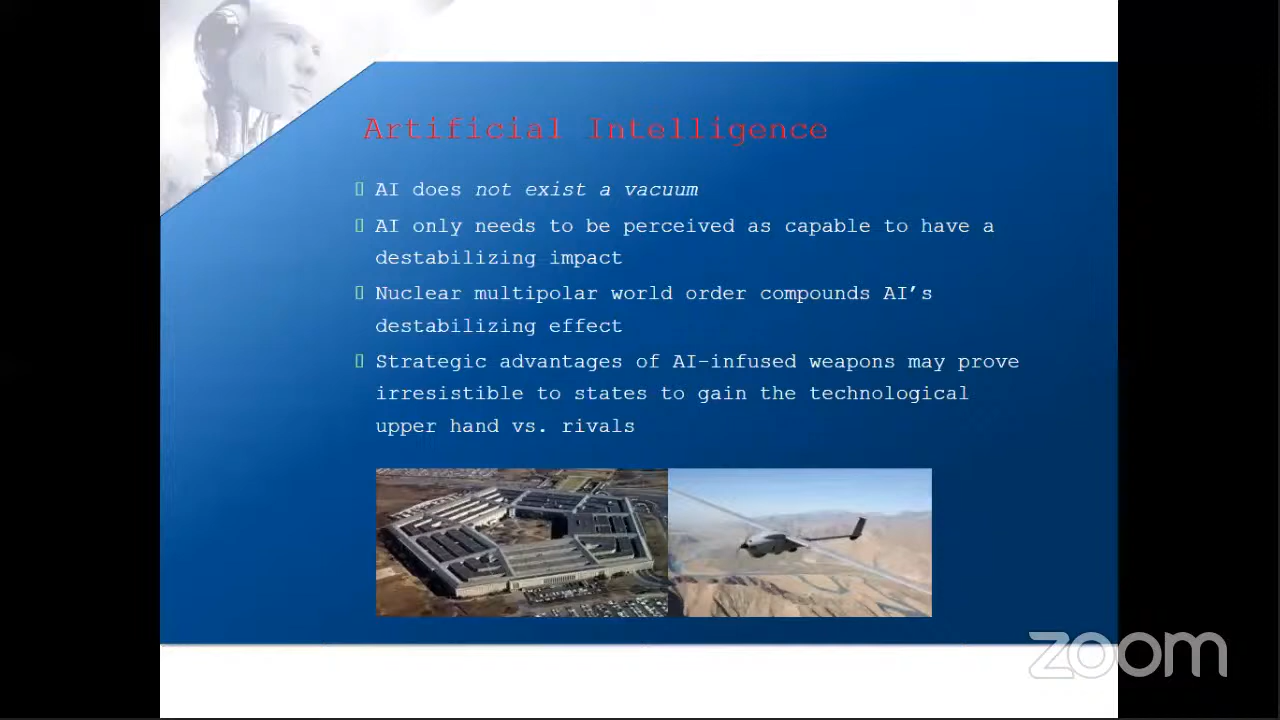 Artificial Intelligence
AI does not exist a vacuum
AI only needs to be perceived as capable to have a
destabilizing impact
Nuclear multipolar world order compounds AI’s
destabilizing effect
Strategic advantages of AI-infused weapons may prove
irresistible to states to gain the technological
upper hand vs. rivals
zoom